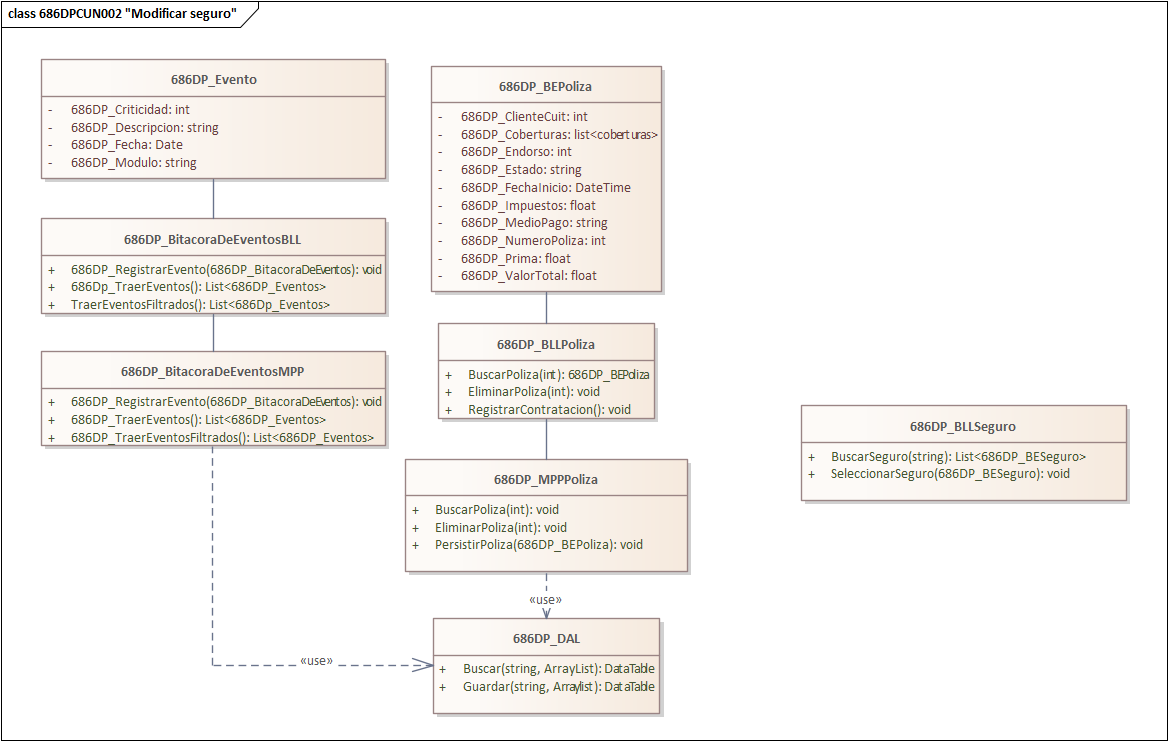 class 686DPCUN002 "Modificar seguro"
686DP_Evento
- 686DP_Criticidad: int
- 686DP_Descripcion: string
- 686DP_Fecha: Date
- 686DP_Modulo: string
686DP_BitacoraDeEventosBLL
+ 686DP_RegistrarEvento(686DP_BitacoraDeEventos): void
+ 686Dp_TraerEventos(): List<686Dp_Eventos>
+ TraerEventosFiltrados(): List<686Dp_Eventos>
686DP_BitacoraDeEventosMPP
+ 686DP_RegistrarEvento(686DP_BitacoraDeEventos): void
+ 686DP_TraerEventos(): List<686DP_Eventos>
+ 686DP_TraerEventosFiltrados(): List<686DP_Eventos>
686DP_BEPoliza
- 686DP_ClienteCuit: int
- 686DP_Coberturas: list<coberturas>
- 686DP_Endorso: int
- 686DP_Estado: string
- 686DP_FechaInicio: DateTime
- 686DP_Impuestos: float
- 686DP_MedioPago: string
- 686DP_NumeroPoliza: int
- 686DP_Prima: float
- 686DP_ValorTotal: float
686DP_BLLPoliza
+ BuscarPoliza(int): 686DP_BEPoliza
+ EliminarPoliza(int): void
+ RegistrarContratacion(): void
686DP_MPPPoliza
+ BuscarPoliza(int): void
+ EliminarPoliza(int): void
+ PersistirPoliza(686DP_BEPoliza): void
«use»
«use»
686DP_DAL
+ Buscar(string, ArrayList): DataTable
+ Guardar(string, Arraylist): DataTable
686DP_BLLSeguro
+ BuscarSeguro(string): List<686DP_BESeguro>
+ SeleccionarSeguro(686DP_BESeguro): void